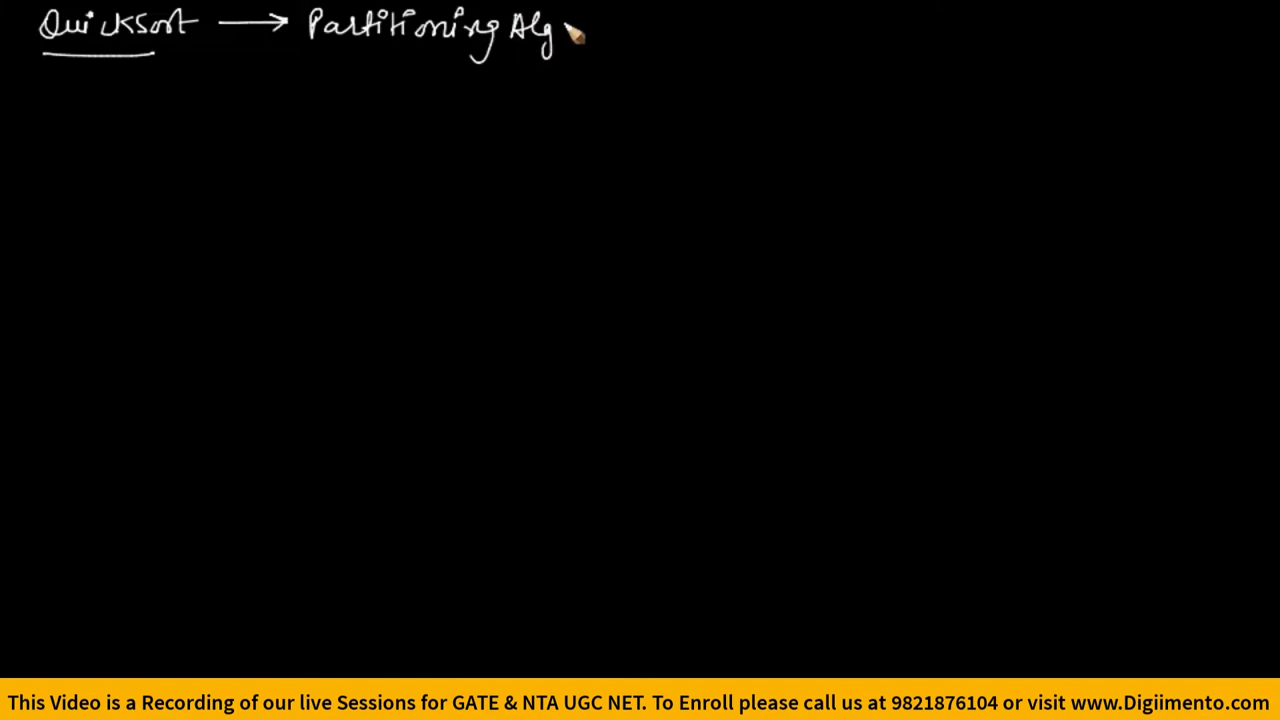 Quicksort → Partitioning Alg
This Video is a Recording of our live Sessions for GATE & NTA UGC NET. To Enroll please call us at 9821876104 or visit www.Digiimento.com